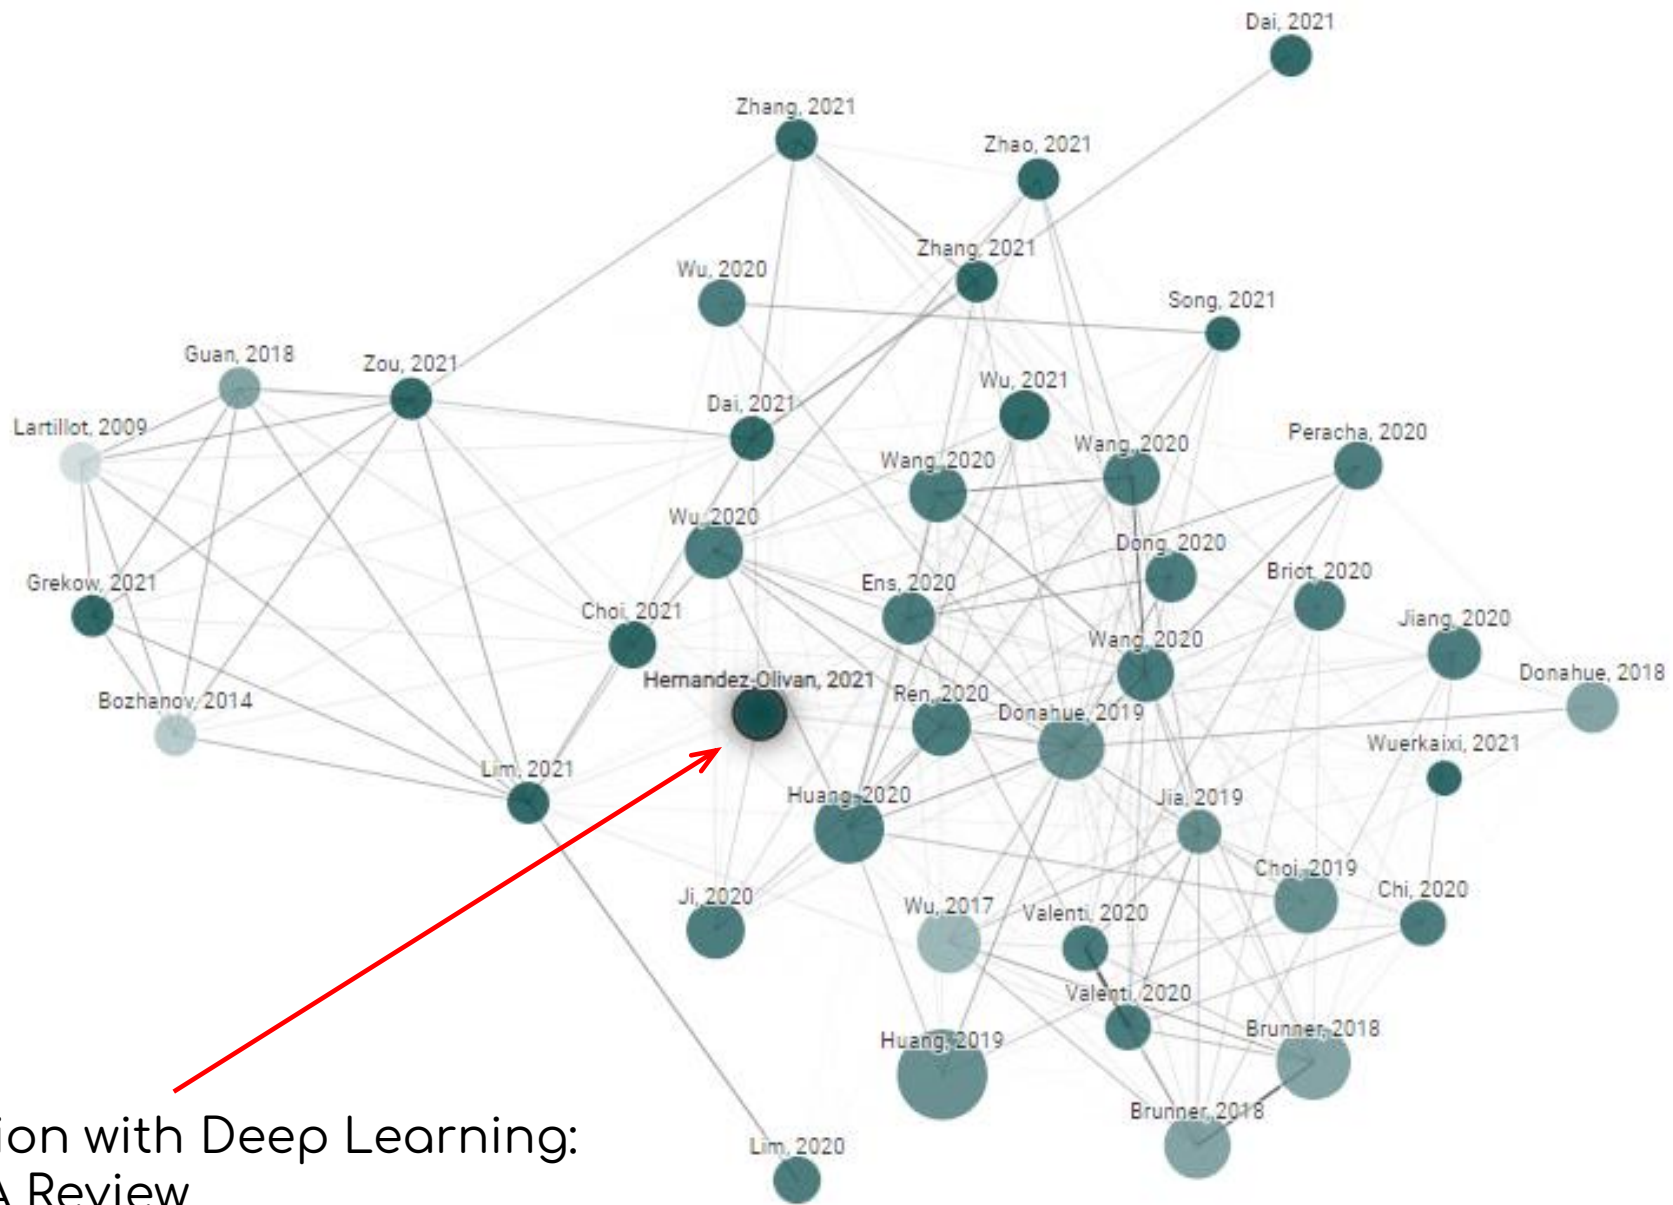 Dai, 2021
Zhang, 2021
Zhao, 2021
Zhang, 2021
Wu, 2020
Song, 2021
Guan, 2018
Zou, 2021
Wu, 2021
Dai, 2021
Lartillot, 2009
Peracha, 2020
Wang, 2020
Wang, 2020
Wu, 2020
Dong, 2020
Briot, 2020
Grekow, 2021
Ens, 2020
Choi, 2021
Jiang, 2020
Wang, 2020
Donahue, 2018
Hernandez-Olivan, 2021
Ren, 2020
Bozhanov, 2014
Donahue, 2019
Wuerkaixi, 2021
Lim, 2021
Huang, 2020
Jia, 2019
Choi, 2019
Chi, 2020
Ji, 2020
Wu, 2017
Valenti, 2020
Valenti, 2020
Brunner, 2018
Huang, 2019
Brunner, 2018
Lim, 2020
ion with Deep Learning:
A Review